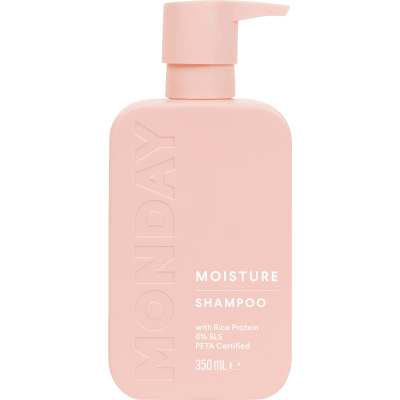 MONDAY
MOISTURE
SHAMPOO
with Rice Protein
0% SLS
PETA Certified
350 mL ℮